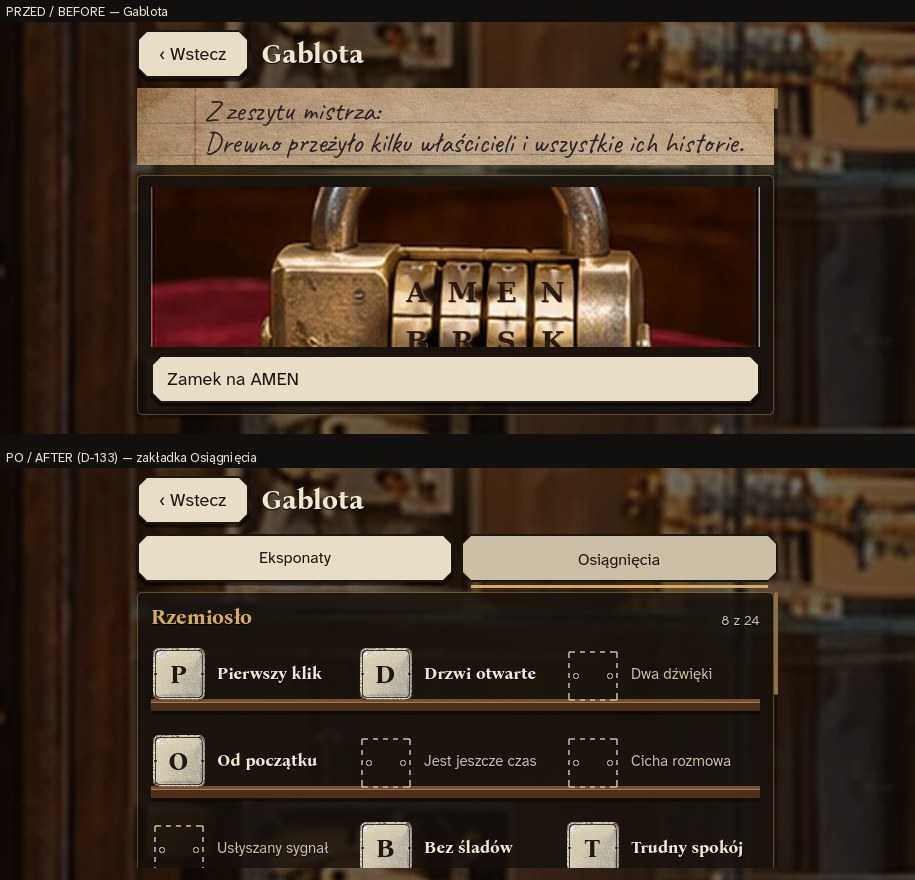 PRZED / BEFORE — Gablota
‹ Wstecz
Gablota
Z zeszytu mistrza:
Drewno przeżyło kilku właścicieli i wszystkie ich historie.
A M E N
B R S K
Zamek na AMEN
PO / AFTER (D-133) — zakładka Osiągnięcia
‹ Wstecz
Gablota
Eksponaty
Osiągnięcia
Rzemiosło
8 z 24
P Pierwszy klik
D Drzwi otwarte
Dwa dźwięki
O Od początku
Jest jeszcze czas
Cicha rozmowa
Usłyszany sygnał
B Bez śladów
T Trudny spokój